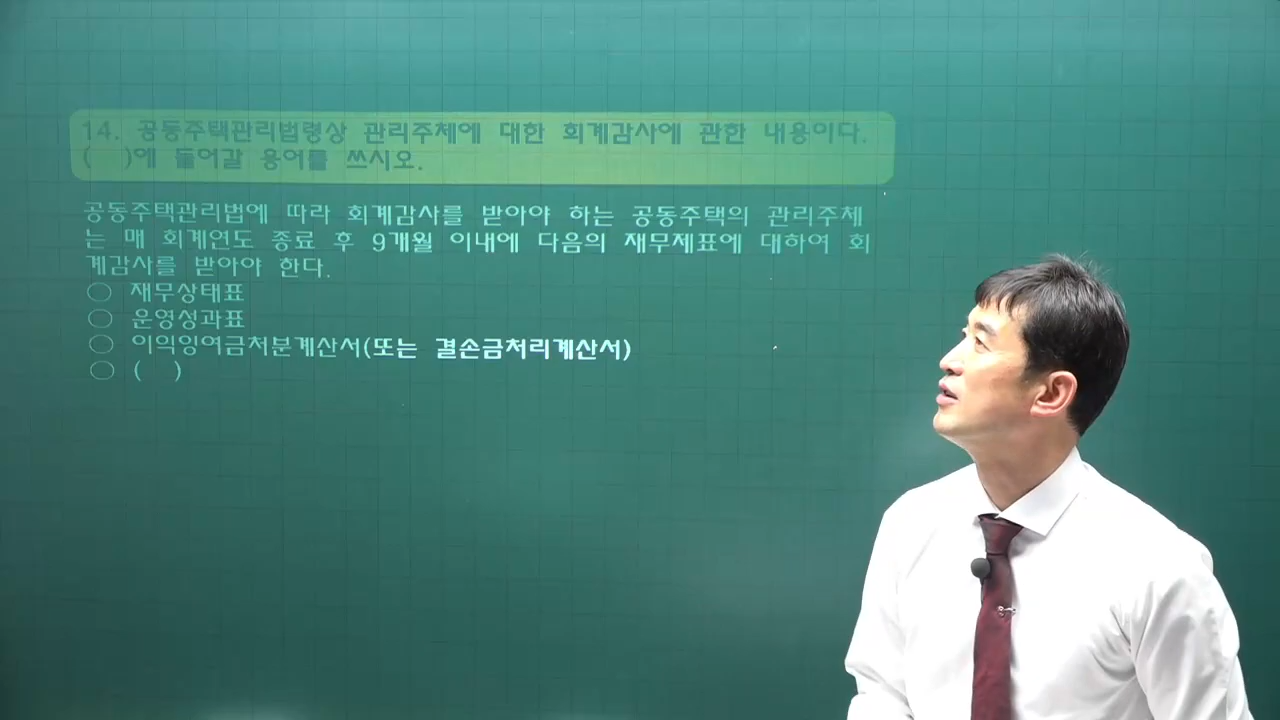 14. 공동주택관리법령상 관리주체에 대한 회계감사에 관한 내용이다.
( )에 들어갈 용어를 쓰시오.
공동주택관리법에 따라 회계감사를 받아야 하는 공동주택의 관리주체
는 매 회계연도 종료 후 9개월 이내에 다음의 재무제표에 대하여 회
계감사를 받아야 한다.
○ 재무상태표
○ 운영성과표
○ 이익잉여금처분계산서(또는 결손금처리계산서)
○ ( )